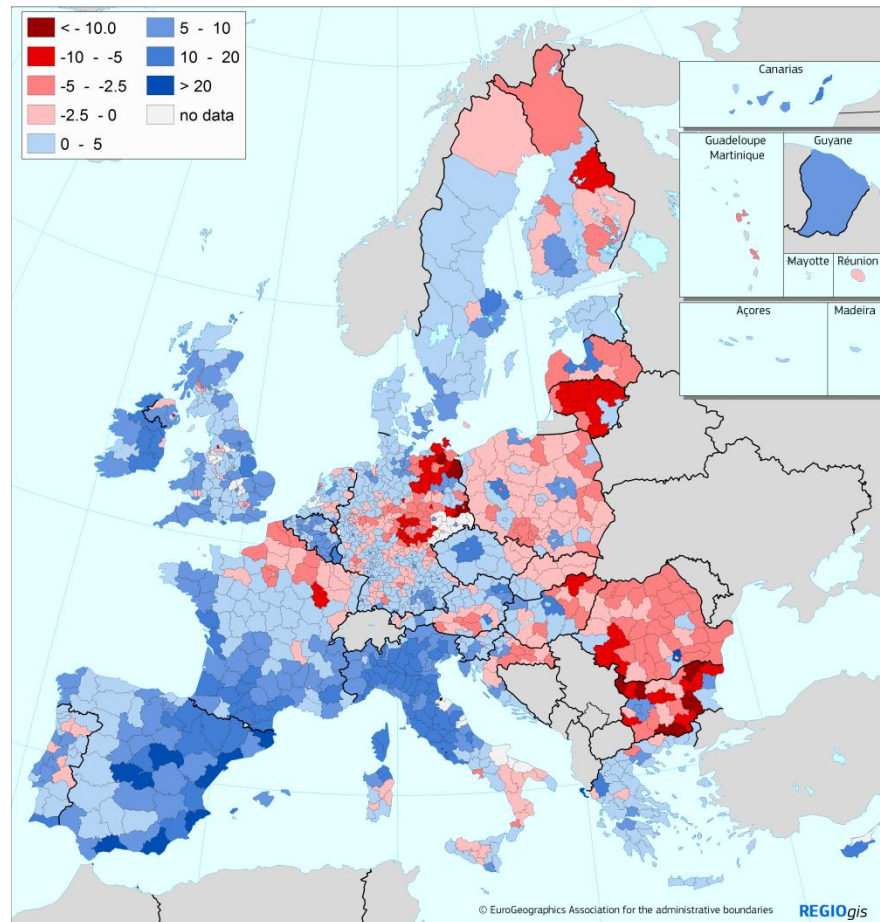 < - 10.0
-10 - -5
-5 - -2.5
-2.5 - 0
0 - 5
5 - 10
10 - 20
> 20
no data
Canarias
Guadeloupe
Martinique
Guyane
Mayotte
Réunion
Açores
Madeira
© EuroGeographics Association for the administrative boundaries
REGIOgis